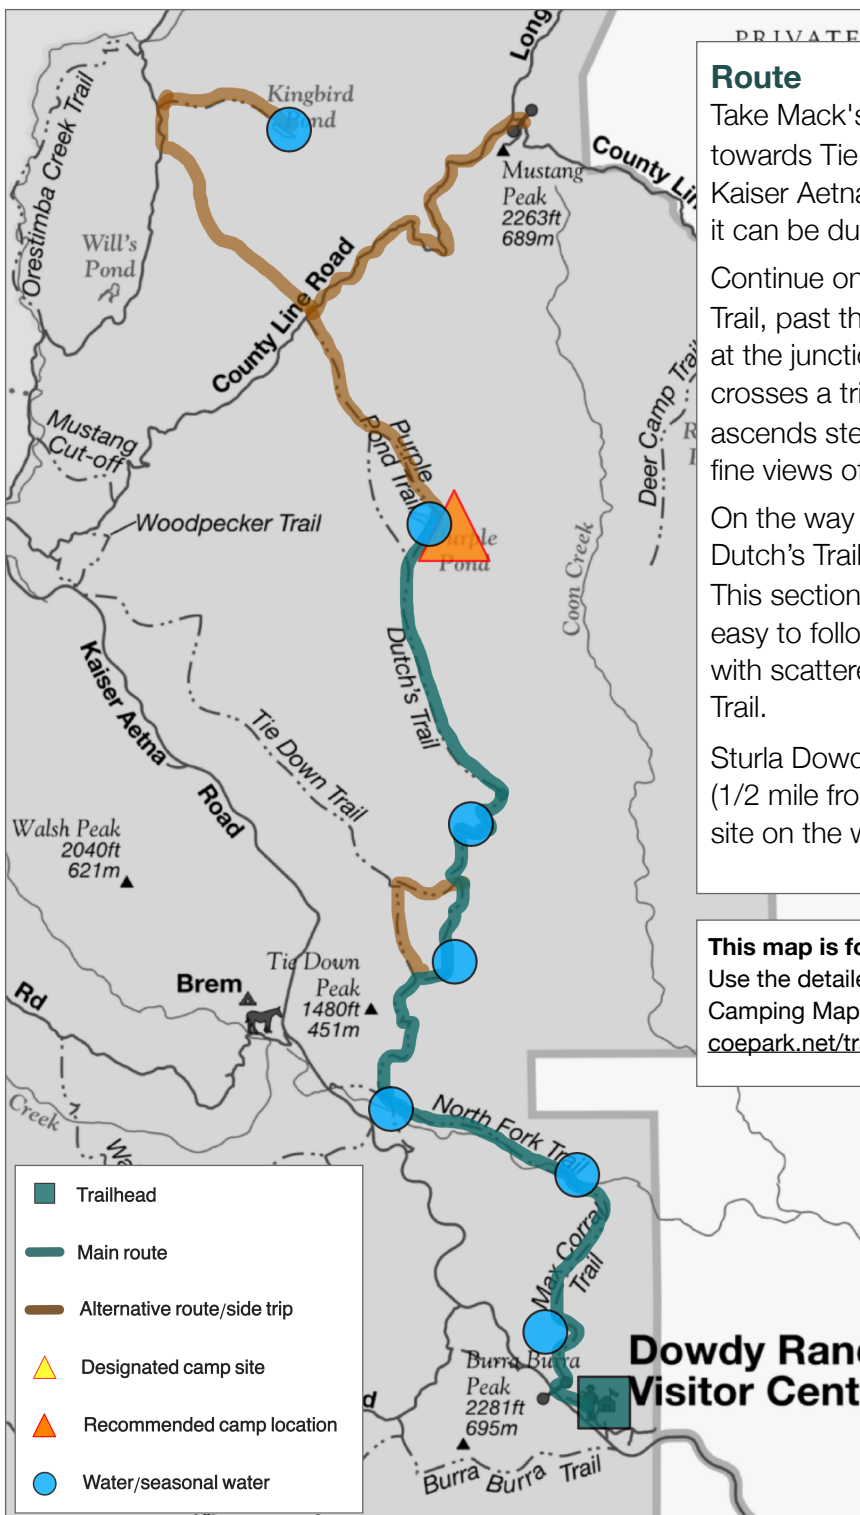 PRIVATE
Long
Route
Take Mack's
towards Tie
Kaiser Aetna
it can be du
Continue on
Trail, past th
at the junctio
crosses a tri
ascends ste
fine views of
On the way
Dutch's Trail
This section
easy to follo
with scattere
Trail.
Sturla Dowd
(1/2 mile fro
site on the w
This map is fo
Use the detaile
Camping Map
coepark.net/tra
Kingbird
Pond
Orestimba Creek Trail
Will's
Pond
Mustang
Peak
2263ft
689m
County Lin
County Line Road
Deer Camp Trail
Mustang
Cut-off
Purple
Pond Trail
Woodpecker Trail
Purple
Pond
Coon Creek
Dutch's Trail
Kaiser Aetna
Road
Tie Down Trail
Walsh Peak
2040ft
621m
Tie Down
Peak
1480ft
451m
Brem
Rd
Creek
Wa
North Fork Trail
Max Corral
Trail
Burra Burra
Peak
2281ft
695m
d
Burra Burra Trail
Dowdy Ranc
Visitor Cent
Trailhead
Main route
Alternative route/side trip
Designated camp site
Recommended camp location
Water/seasonal water